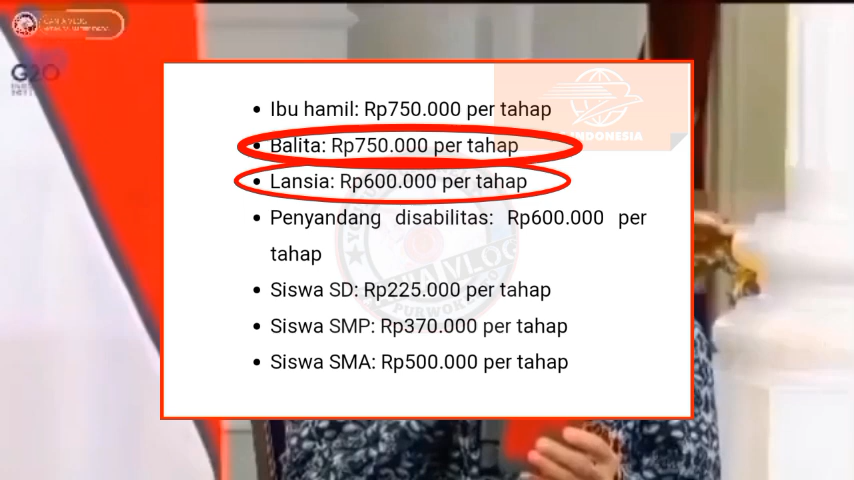 G20
INDONESIA
Ibu hamil: Rp750.000 per tahap
Balita: Rp750.000 per tahap
Lansia: Rp600.000 per tahap
Penyandang disabilitas: Rp600.000 per
tahap
Siswa SD: Rp225.000 per tahap
Siswa SMP: Rp370.000 per tahap
Siswa SMA: Rp500.000 per tahap
VLOG
PURWOREJO